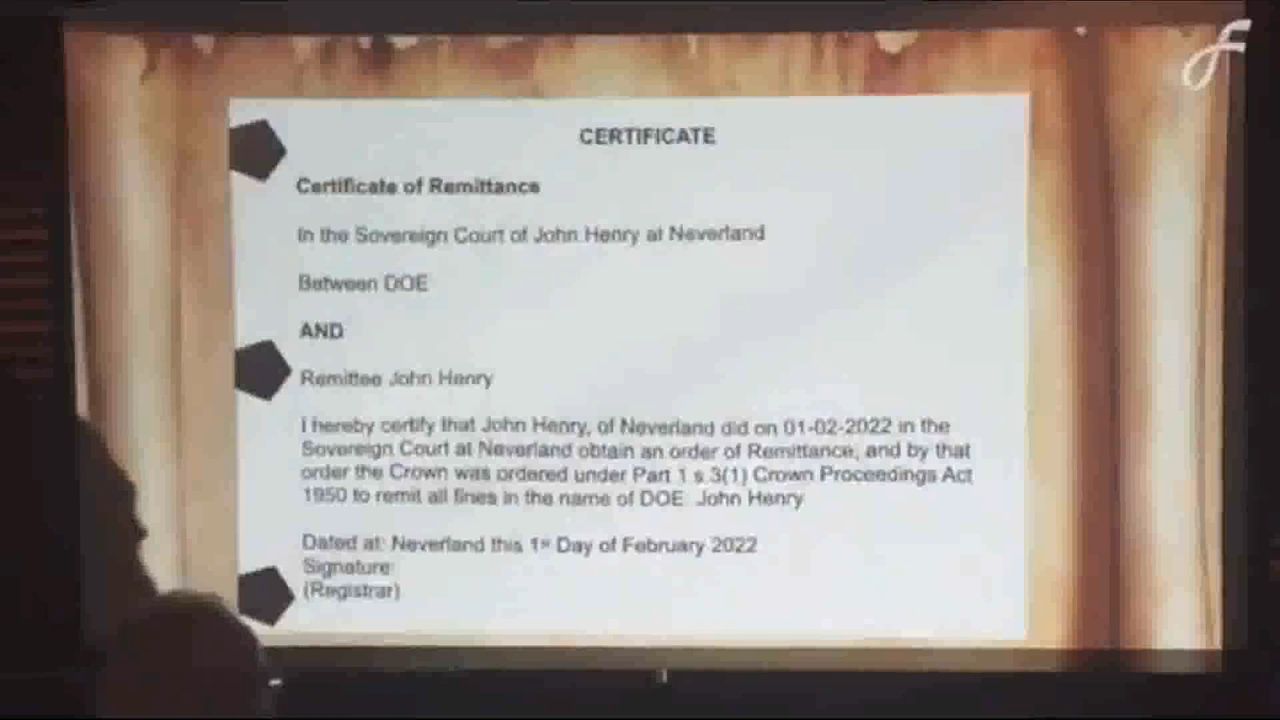 CERTIFICATE
Certificate of Remittance
In the Sovereign Court of John Henry at Neverland
Between DOE
AND
Remittee John Henry
I hereby certify that John Henry, of Neverland did on 01-02-2022 in the
Sovereign Court at Neverland obtain an order of Remittance, and by that
order the Crown was ordered under Part 1 s 3(1) Crown Proceedings Act
1950 to remit all fines in the name of DOE: John Henry
Dated at: Neverland this 1st Day of February 2022
Signature:
(Registrar)